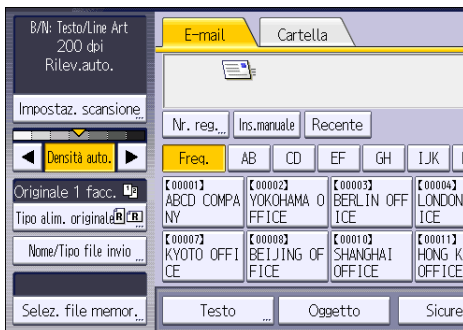 B/N: Testo/Line Art
200 dpi
Rilev.auto.
Impostaz. scansione
Densità auto.
Originale 1 facc.
Tipo alim. originale
Nome/Tipo file invio
Selez. file memor.
E-mail
Cartella
Nr. reg.
Ins.manuale
Recente
Freq.
AB
CD
EF
GH
IJK
[00001]
ABCD COMPA
NY
[00002]
YOKOHAMA O
FFICE
[00003]
BERLIN OFF
ICE
[00004]
LONDON
ICE
[00007]
KYOTO OFFI
CE
[00008]
BEIJING OF
FICE
[00010]
SHANGHAI
OFFICE
[00011]
HONG K
OFFICE
Testo
Oggetto
Sicure